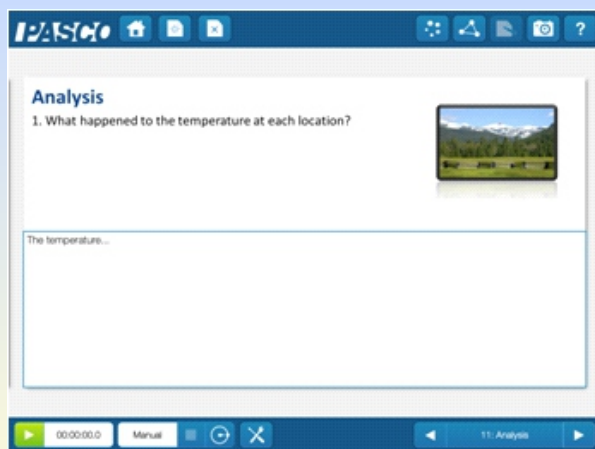 PASCO
?
Analysis
1. What happened to the temperature at each location?
The temperature...
00:00:00.0
Manual
11: Analysis